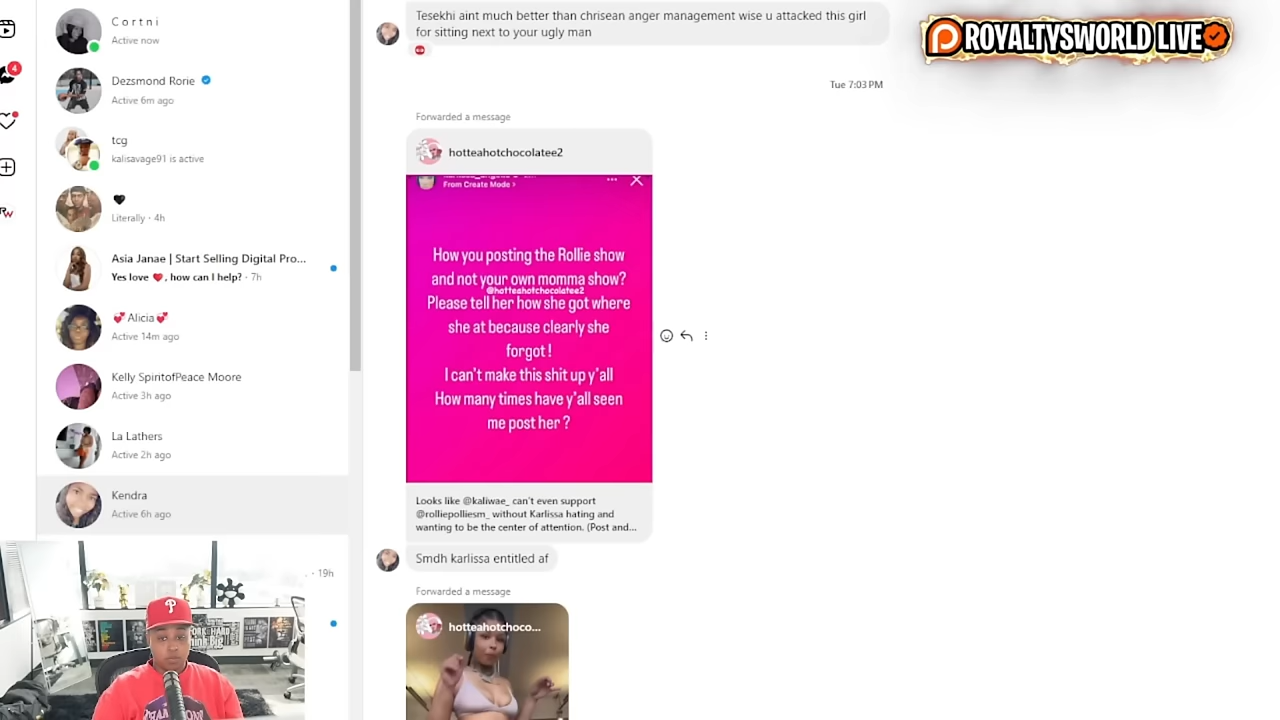 C o r t n i
Active now
4
Dezsmond Rorie
Active 6m ago
tcg
kalisavage91 is active
Literally · 4h
Asia Janae | Start Selling Digital Pro...
Yes love ❤️, how can I help? · 7h
💞 Alicia💞
Active 14m ago
Kelly SpiritofPeace Moore
Active 3h ago
La Lathers
Active 2h ago
Kendra
Active 6h ago
· 19h
Tesekhi aint much better than chrisean anger management wise u attacked this girl
for sitting next to your ugly man
Tue 7:03 PM
Forwarded a message
hotteahotchocolatee2
From Create Mode >
How you posting the Rollie show
and not your own momma show?
@hotteahotchocolatee2
Please tell her how she got where
she at because clearly she
forgot !
I can't make this shit up y'all
How many times have y'all seen
me post her ?
Looks like @kaliwae_ can't even support
@rolliepolliesm_ without Karlissa hating and
wanting to be the center of attention. (Post and...
Smdh karlissa entitled af
Forwarded a message
hotteahotchoco...
ROYALTYSWORLD LIVE
P